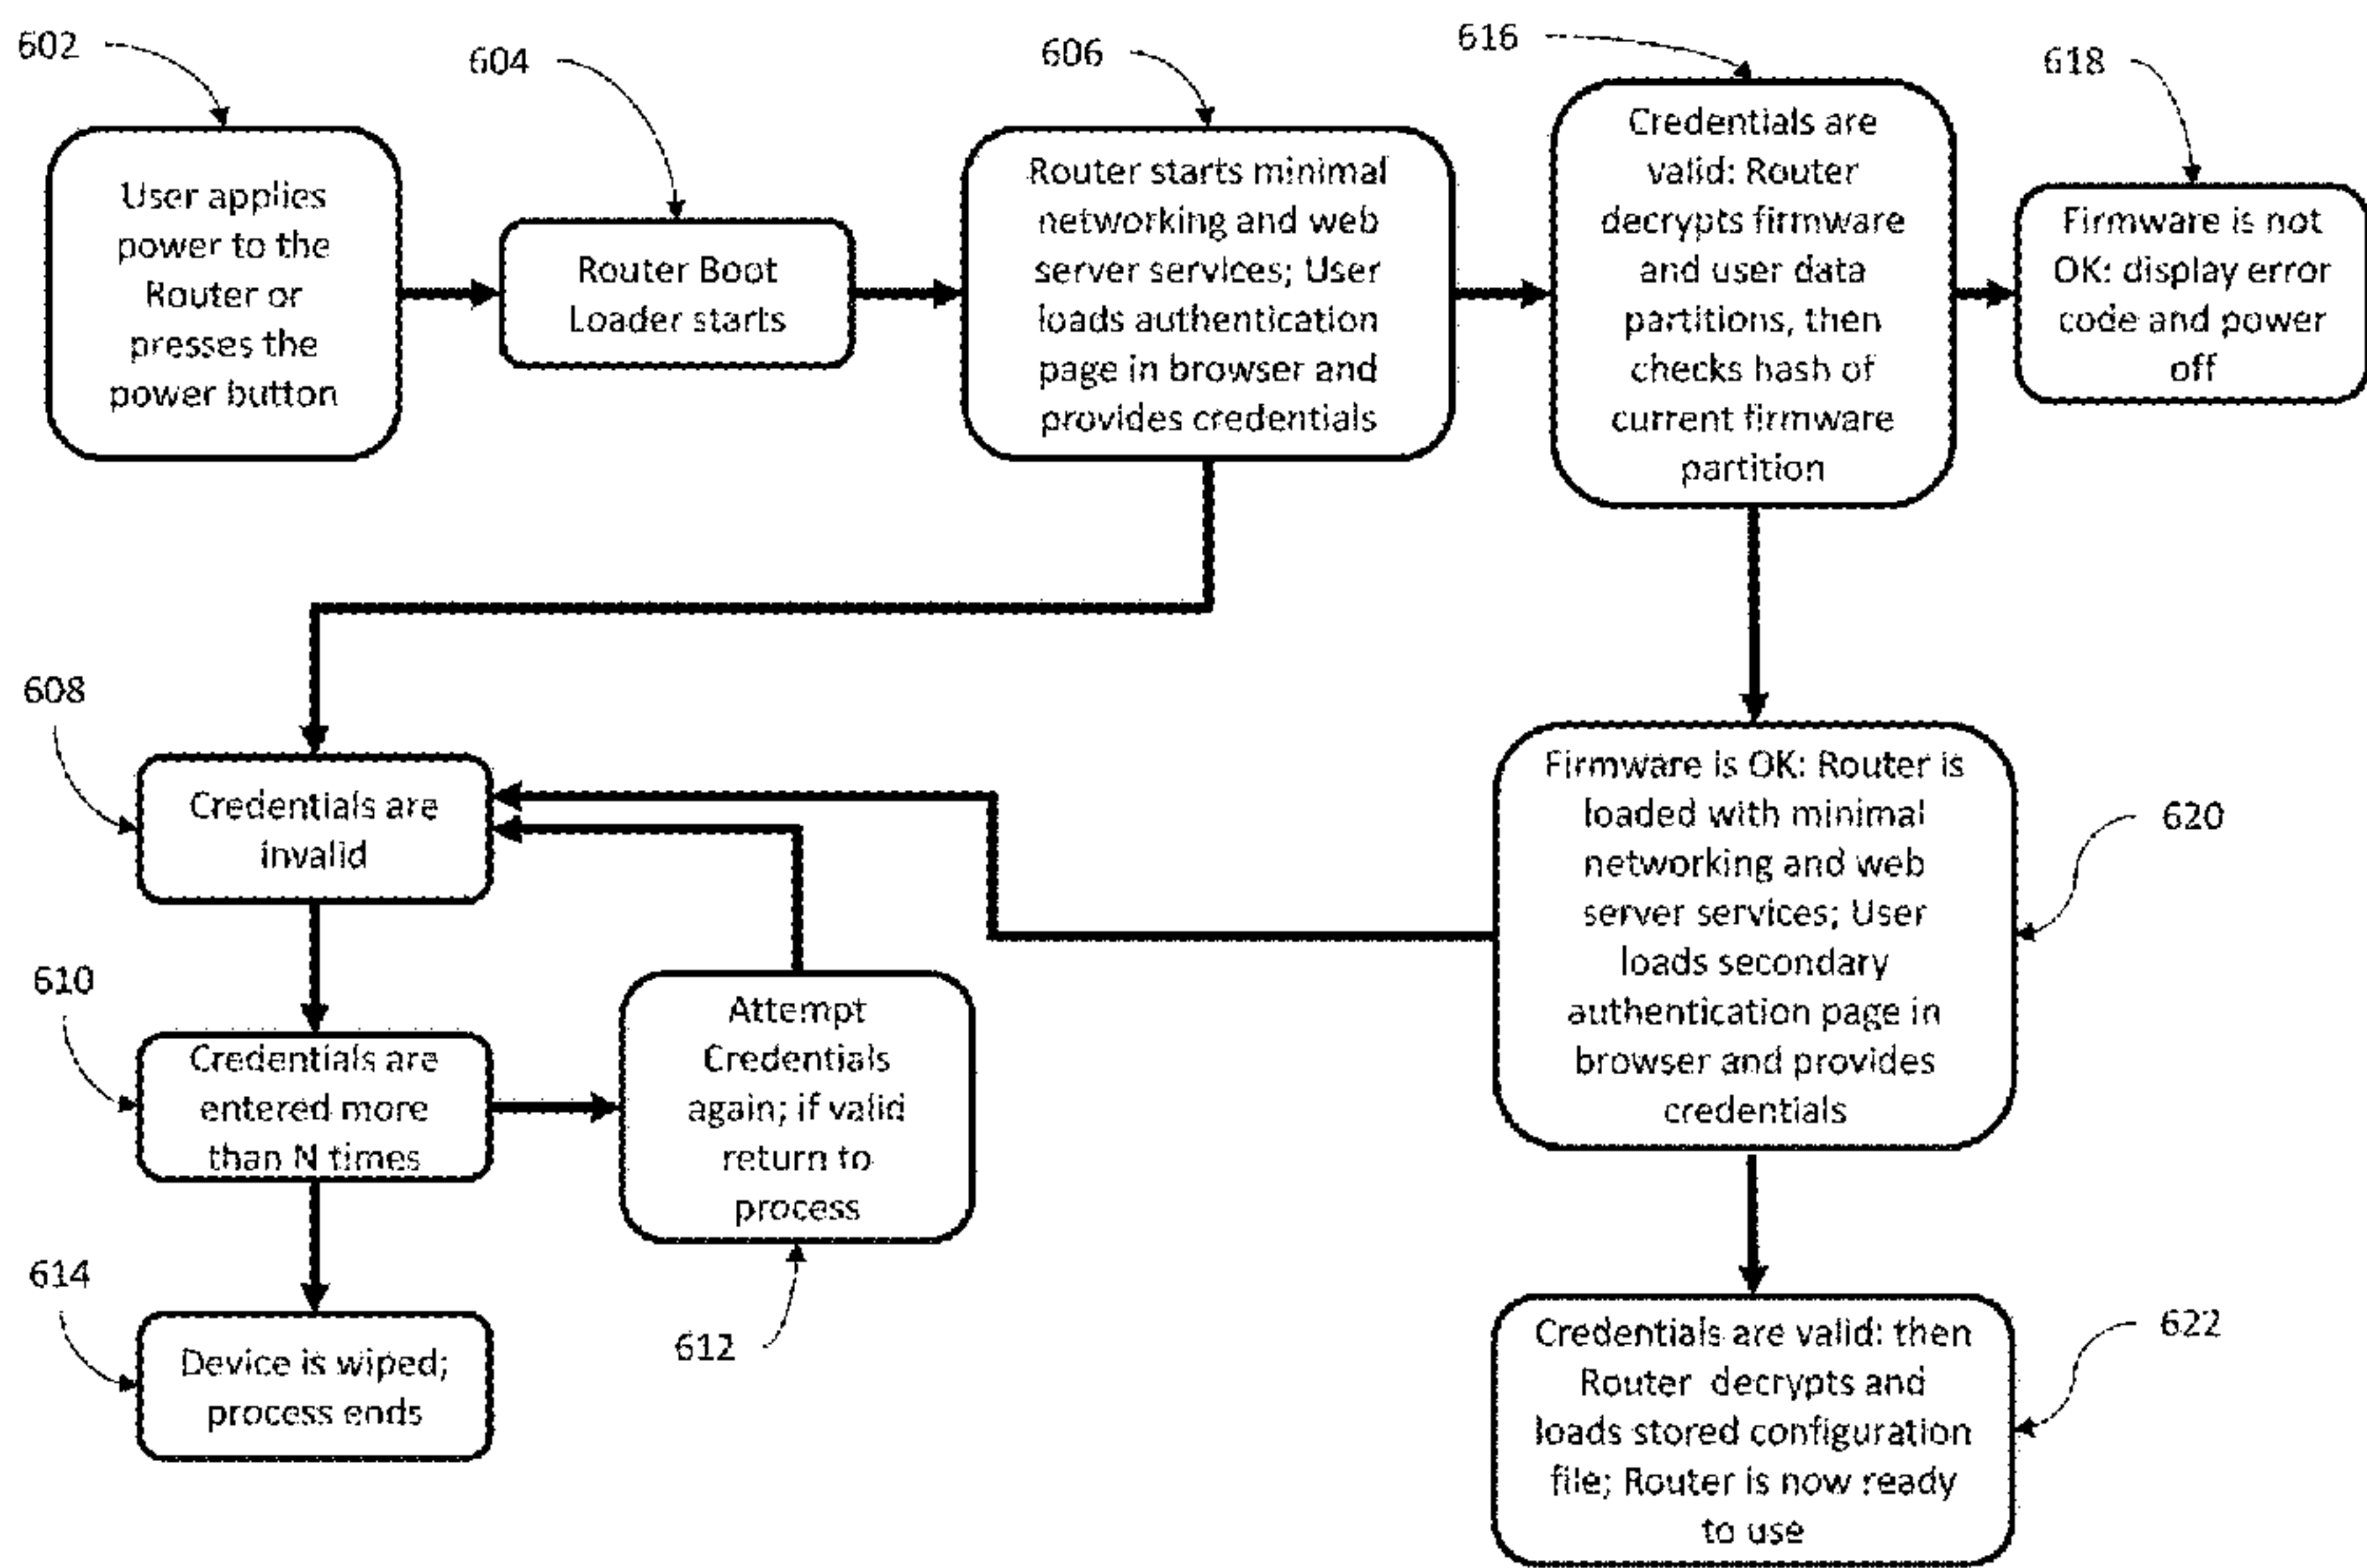 602
604
606
616
618
User applies
power to the
Router or
presses the
power button
Router Boot
Loader starts
Router starts minimal
networking and web
server services; User
loads authentication
page in browser and
provides credentials
Credentials are
valid: Router
decrypts firmware
and user data
partitions, then
checks hash of
current firmware
partition
Firmware is not
OK: display error
code and power
off
608
Credentials are
invalid
610
Credentials are
entered more
than N times
Attempt
Credentials
again; if valid
return to
process
612
614
Device is wiped;
process ends
Firmware is OK: Router is
loaded with minimal
networking and web
server services; User
loads secondary
authentication page in
browser and provides
credentials
620
Credentials are valid: then
Router decrypts and
loads stored configuration
file; Router is now ready
to use
622